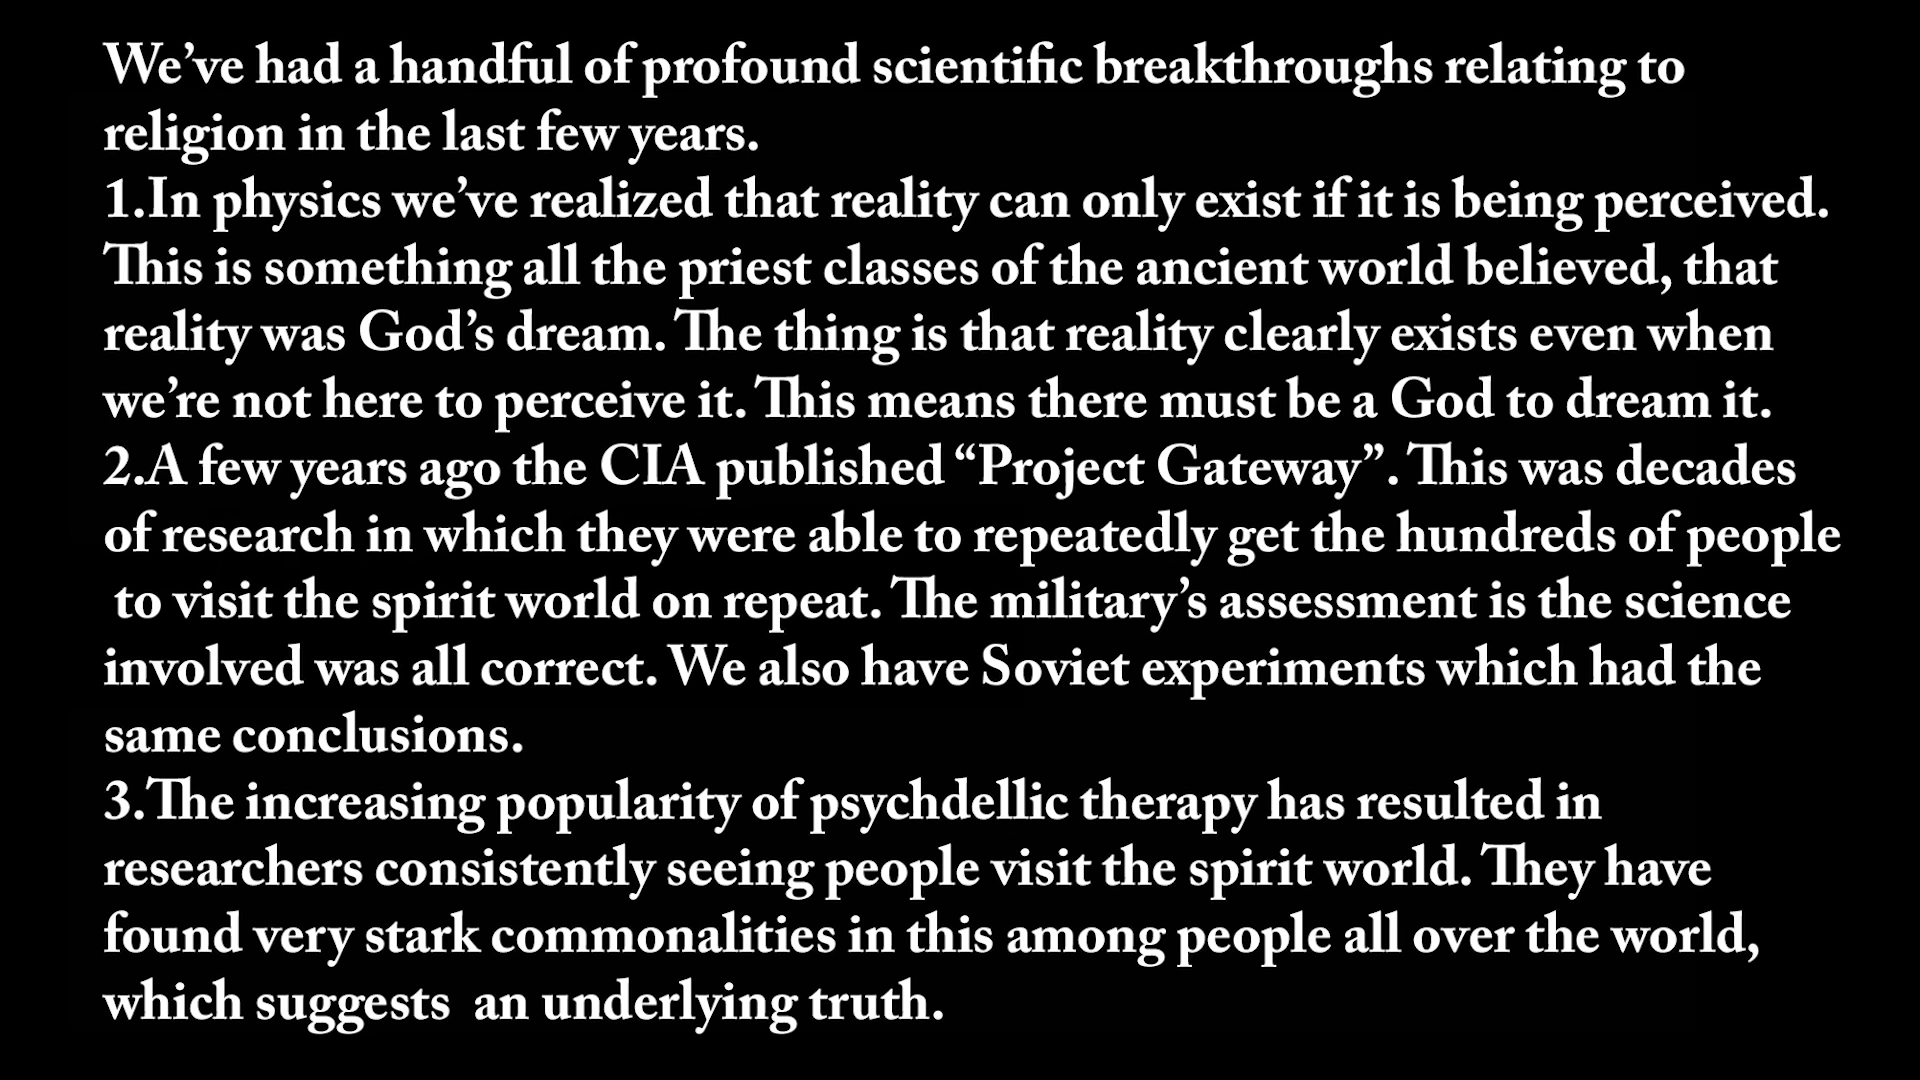 We’ve had a handful of profound scientific breakthroughs relating to
religion in the last few years.
1.In physics we’ve realized that reality can only exist if it is being perceived.
This is something all the priest classes of the ancient world believed, that
reality was God’s dream. The thing is that reality clearly exists even when
we’re not here to perceive it. This means there must be a God to dream it.
2.A few years ago the CIA published “Project Gateway”. This was decades
of research in which they were able to repeatedly get the hundreds of people
to visit the spirit world on repeat. The military’s assessment is the science
involved was all correct. We also have Soviet experiments which had the
same conclusions.
3.The increasing popularity of psychdellic therapy has resulted in
researchers consistently seeing people visit the spirit world. They have
found very stark commonalities in this among people all over the world,
which suggests  an underlying truth.